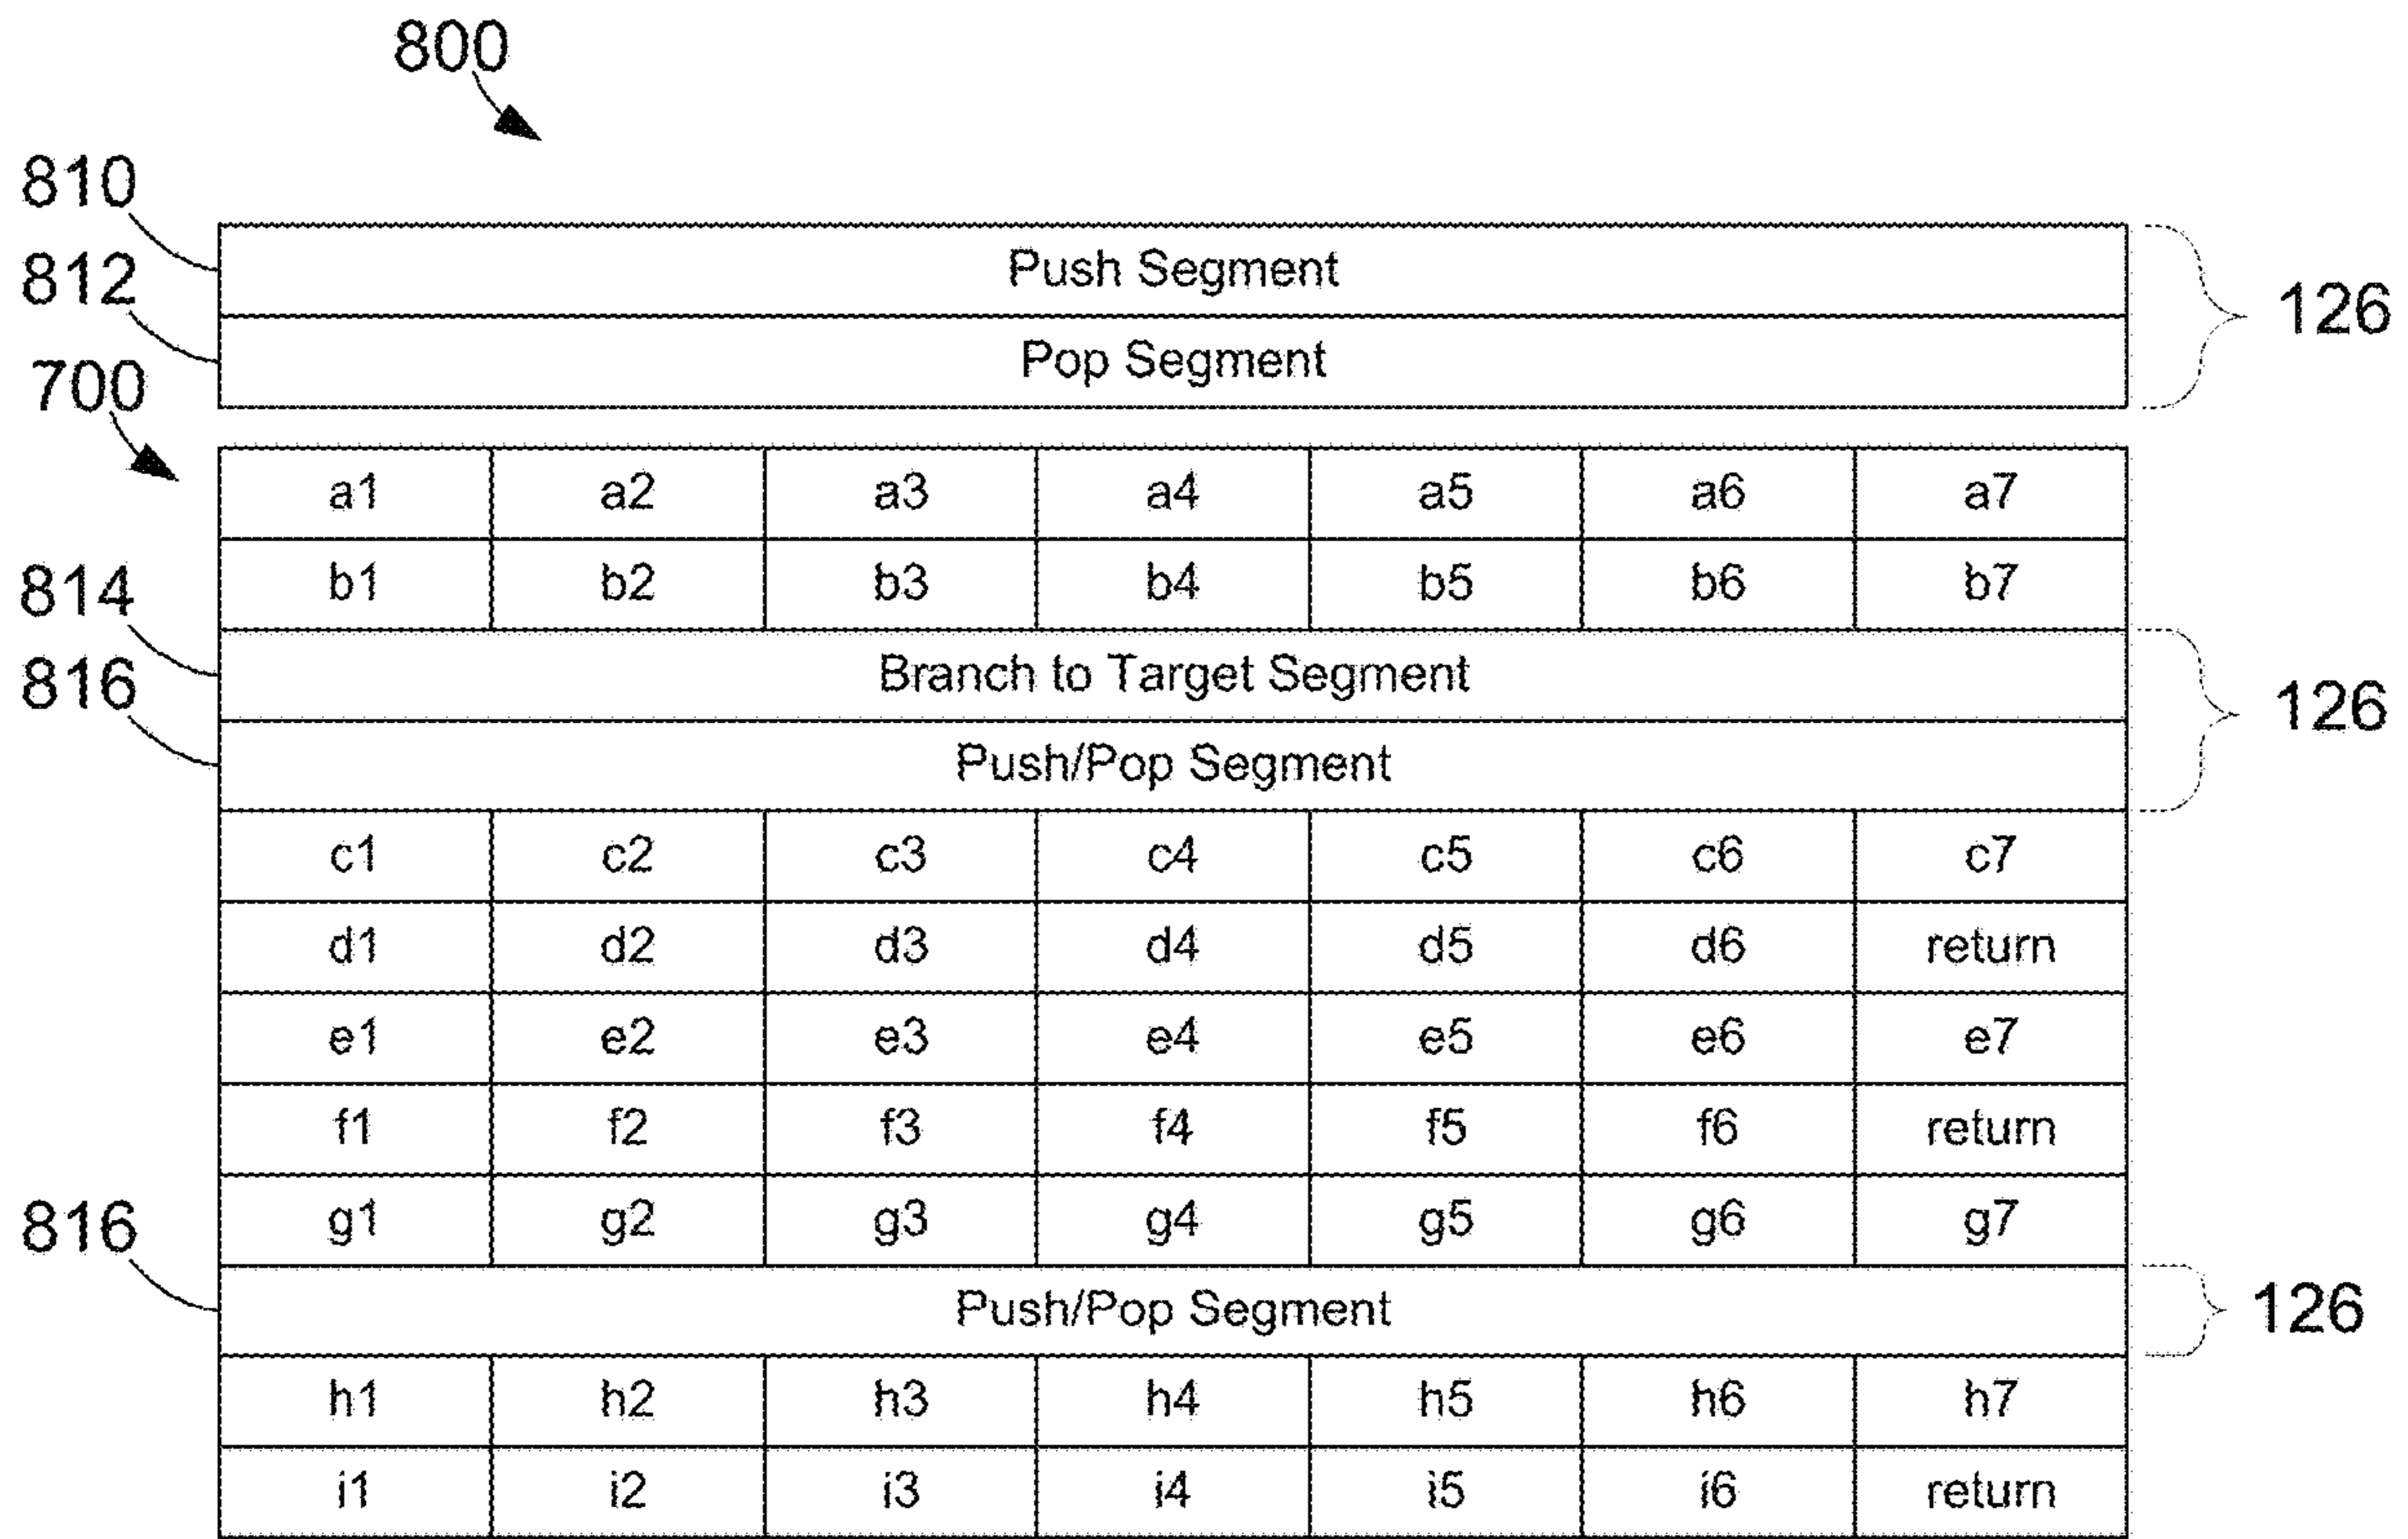 800
810
Push Segment
812
126
Pop Segment
700
a1 a2 a3 a4 a5 a6 a7
b1 b2 b3 b4 b5 b6 b7
814
Branch to Target Segment
816
126
Push/Pop Segment
c1 c2 c3 c4 c5 c6 c7
d1 d2 d3 d4 d5 d6 return
e1 e2 e3 e4 e5 e6 e7
f1 f2 f3 f4 f5 f6 return
g1 g2 g3 g4 g5 g6 g7
816
Push/Pop Segment 126
h1 h2 h3 h4 h5 h6 h7
i1 i2 i3 i4 i5 i6 return